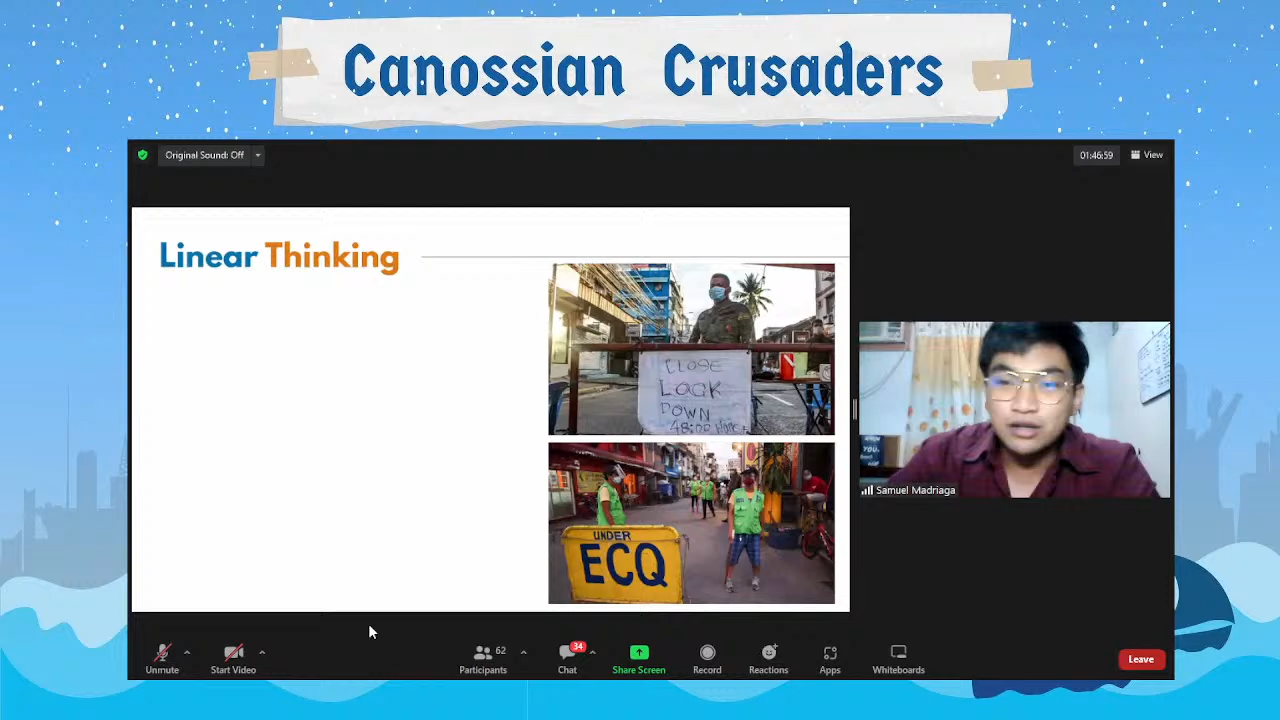 Canossian Crusaders
Original Sound: Off
01:46:59
View
Linear Thinking
CLOSE
LOCK
DOWN
48:00
UNDER
ECQ
YOU.
Samuel Madriaga
62
34
Unmute
Start Video
Participants
Chat
Share Screen
Record
Reactions
Apps
Whiteboards
Leave